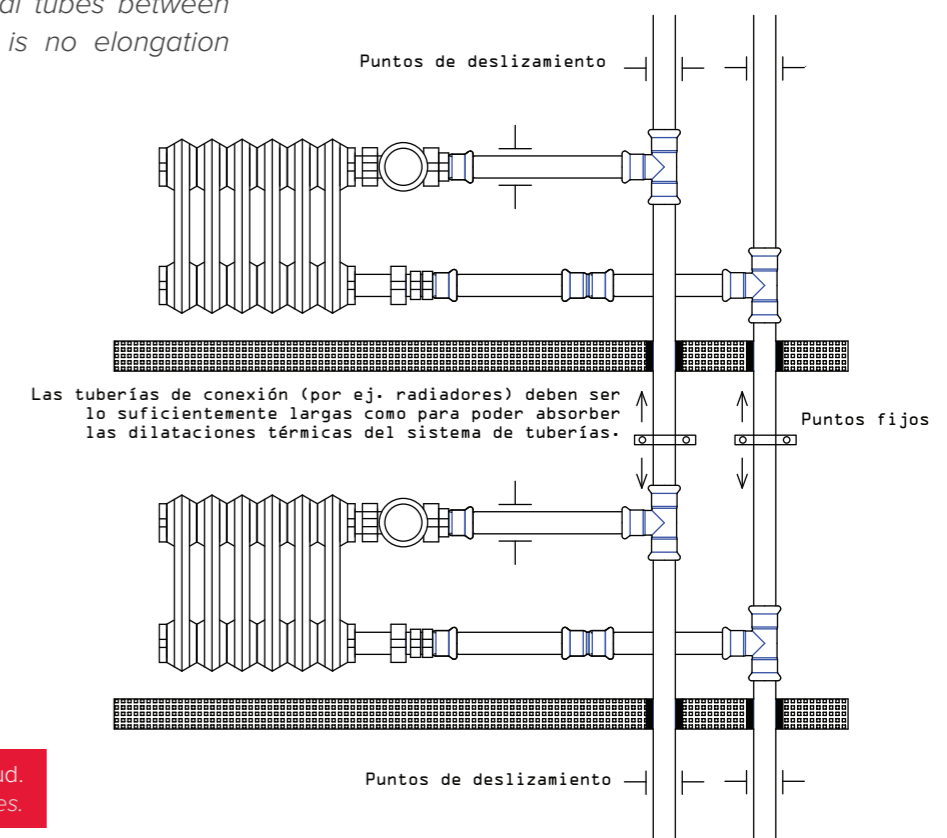 al tubes between
is no elongation
Puntos de deslizamiento
Las tuberías de conexión (por ej. radiadores) deben ser
lo suficientemente largas como para poder absorber
las dilataciones térmicas del sistema de tuberías.
Puntos fijos
Puntos de deslizamiento
ud.
es.